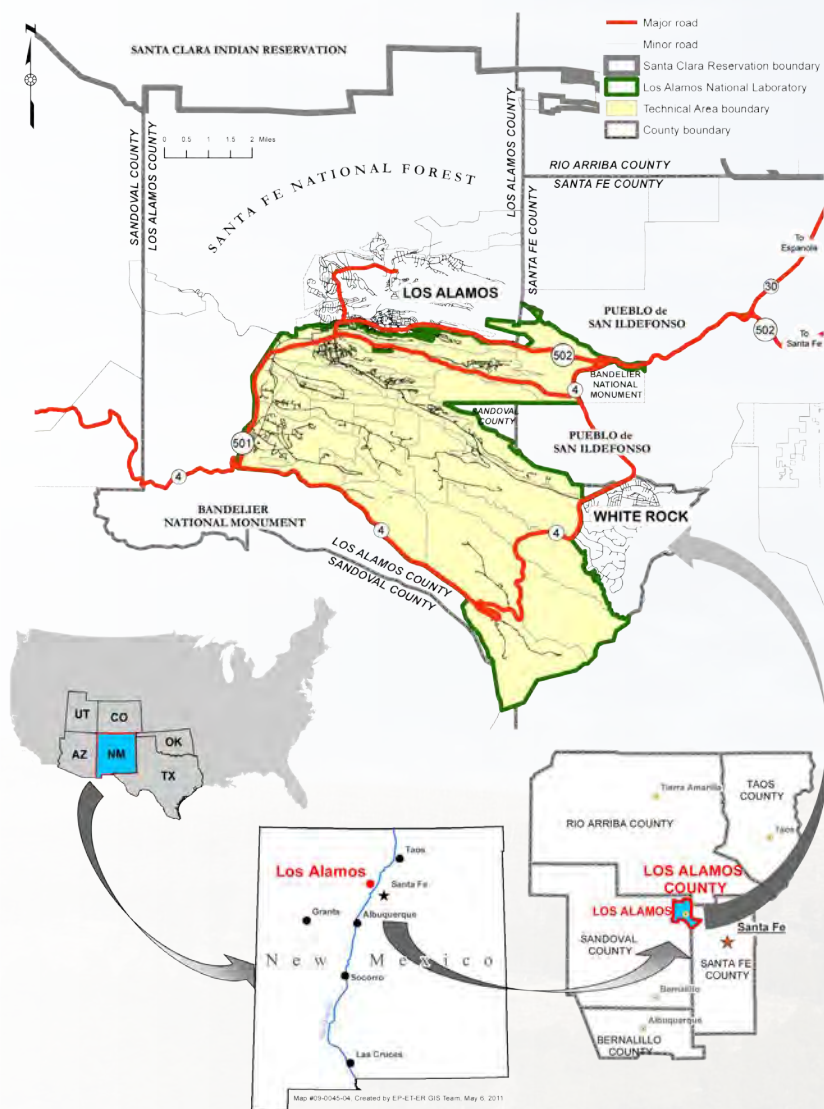 Major road
Minor road
Santa Clara Reservation boundary
Los Alamos National Laboratory
Technical Area boundary
County boundary
SANTA CLARA INDIAN RESERVATION
0 0.5 1 1.5 2 Miles
SANDOVAL COUNTY
LOS ALAMOS COUNTY
SANTA FE NATIONAL FOREST
LOS ALAMOS COUNTY
SANTA FE COUNTY
RIO ARRIBA COUNTY
SANTA FE COUNTY
To
Espanola
30
502
To
Santa Fe
LOS ALAMOS
PUEBLO de
SAN ILDEFONSO
502
BANDELIER
NATIONAL
MONUMENT
4
SANDOVAL
COUNTY
PUEBLO de
SAN ILDEFONSO
501
4
BANDELIER
NATIONAL MONUMENT
WHITE ROCK
4
4
LOS ALAMOS COUNTY
SANDOVAL COUNTY
UT
CO
AZ
NM
OK
TX
Taos
Los Alamos
Santa Fe
Grants
Albuquerque
New Mexico
Socorro
Las Cruces
Tierra Amarilla
TAOS
COUNTY
RIO ARRIBA COUNTY
Taos
LOS ALAMOS
COUNTY
LOS ALAMOS
Santa Fe
SANDOVAL
COUNTY
SANTA FE
COUNTY
Bernalillo
Albuquerque
BERNALILLO
COUNTY
Map #09-0045-04, Created by EP-ET-ER GIS Team, May 6, 2011